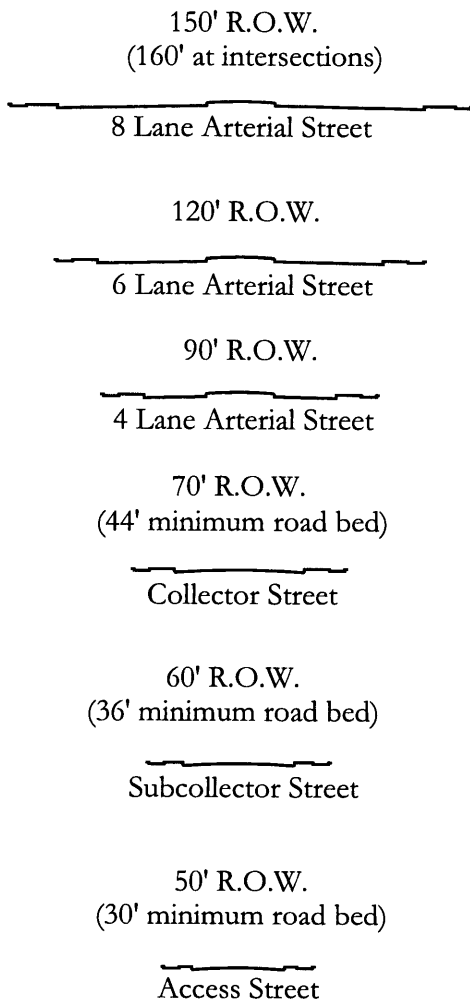 150' R.O.W.
(160' at intersections)
8 Lane Arterial Street
120' R.O.W.
6 Lane Arterial Street
90' R.O.W.
4 Lane Arterial Street
70' R.O.W.
(44' minimum road bed)
Collector Street
60' R.O.W.
(36' minimum road bed)
Subcollector Street
50' R.O.W.
(30' minimum road bed)
Access Street